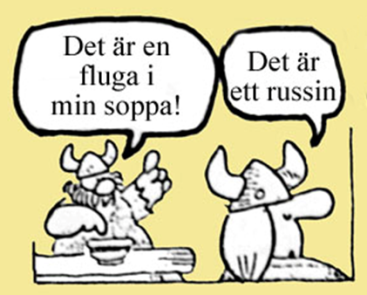 Det är en
fluga i
min soppa!
Det är
ett russin